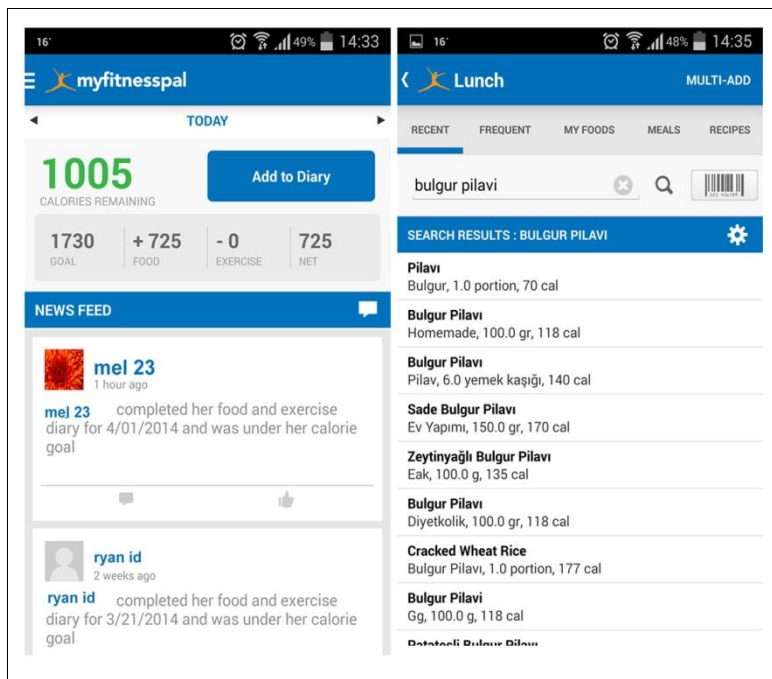 16°
49% 14:33
myfitnesspal
TODAY
1005
CALORIES REMAINING
Add to Diary
1730 + 725 - 0 725
GOAL FOOD EXERCISE NET
NEWS FEED
mel 23
1 hour ago
mel 23 completed her food and exercise
diary for 4/01/2014 and was under her calorie
goal
ryan id
2 weeks ago
ryan id completed her food and exercise
diary for 3/21/2014 and was under her calorie
goal
16° 48% 14:35
Lunch MULTI-ADD
RECENT FREQUENT MY FOODS MEALS RECIPES
bulgur pilavi
SEARCH RESULTS : BULGUR PILAVI
Pilavı
Bulgur, 1.0 portion, 70 cal
Bulgur Pilavı
Homemade, 100.0 gr, 118 cal
Bulgur Pilavı
Pilav, 6.0 yemek kaşığı, 140 cal
Sade Bulgur Pilavı
Ev Yapımı, 150.0 gr, 170 cal
Zeytinyağlı Bulgur Pilavı
Eak, 100.0 g, 135 cal
Bulgur Pilavı
Diyetkolik, 100.0 gr, 118 cal
Cracked Wheat Rice
Bulgur Pilavı, 1.0 portion, 177 cal
Bulgur Pilavi
Gg, 100.0 g, 118 cal
Bulgur Pilavı